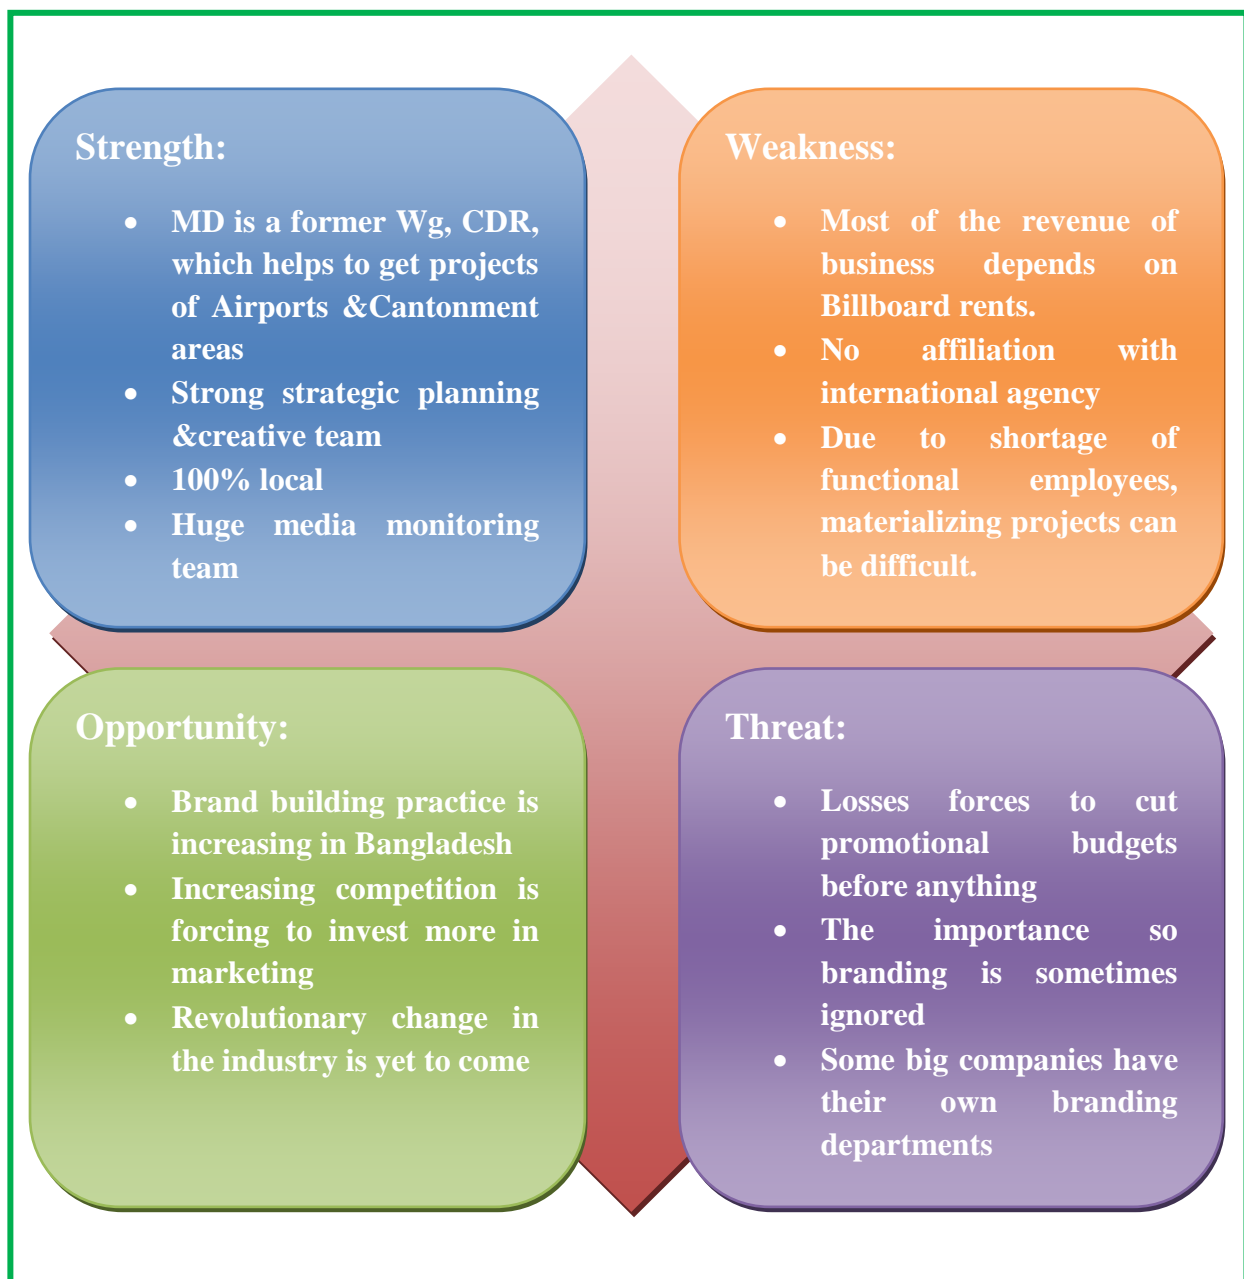 Strength:
• MD is a former Wg, CDR,
which helps to get projects
of Airports &Cantonment
areas
• Strong strategic planning
&creative team
• 100% local
• Huge media monitoring
team
Weakness:
• Most of the revenue of
business depends on
Billboard rents.
• No affiliation with
international agency
• Due to shortage of
functional employees,
materializing projects can
be difficult.
Opportunity:
• Brand building practice is
increasing in Bangladesh
• Increasing competition is
forcing to invest more in
marketing
• Revolutionary change in
the industry is yet to come
Threat:
• Losses forces to cut
promotional budgets
before anything
• The importance so
branding is sometimes
ignored
• Some big companies have
their own branding
departments